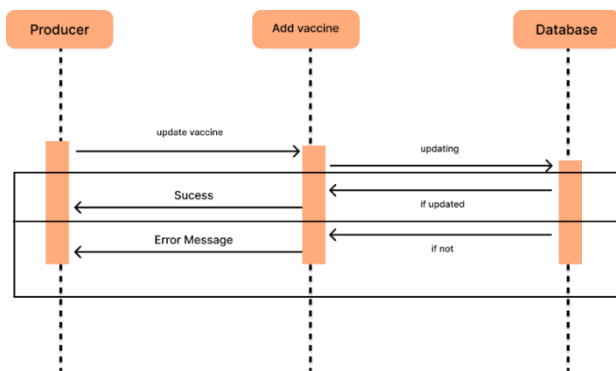 Producer
Add vaccine
Database
update vaccine
updating
Sucess
if updated
Error Message
if not